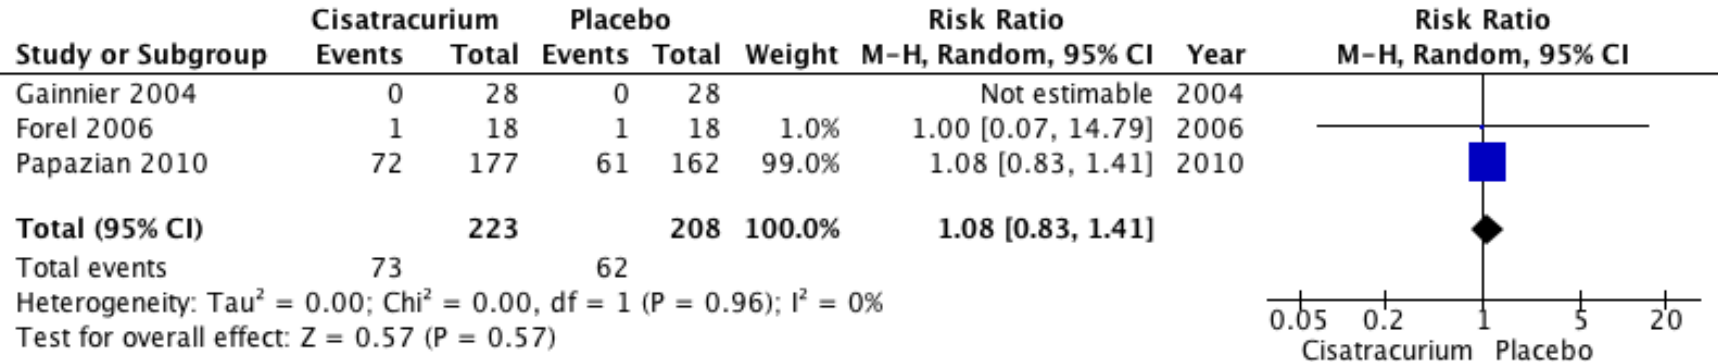 Cisatracurium Placebo Risk Ratio Risk Ratio
Study or Subgroup Events Total Events Total Weight M-H, Random, 95% CI Year M-H, Random, 95% CI
Gainnier 2004 0 28 0 28 Not estimable 2004
Forel 2006 1 18 1 18 1.0% 1.00 [0.07, 14.79] 2006
Papazian 2010 72 177 61 162 99.0% 1.08 [0.83, 1.41] 2010
Total (95% CI) 223 208 100.0% 1.08 [0.83, 1.41]
Total events 73 62
Heterogeneity: Tau² = 0.00; Chi² = 0.00, df = 1 (P = 0.96); I² = 0%
Test for overall effect: Z = 0.57 (P = 0.57)
0.05 0.2 1 5 20
Cisatracurium Placebo